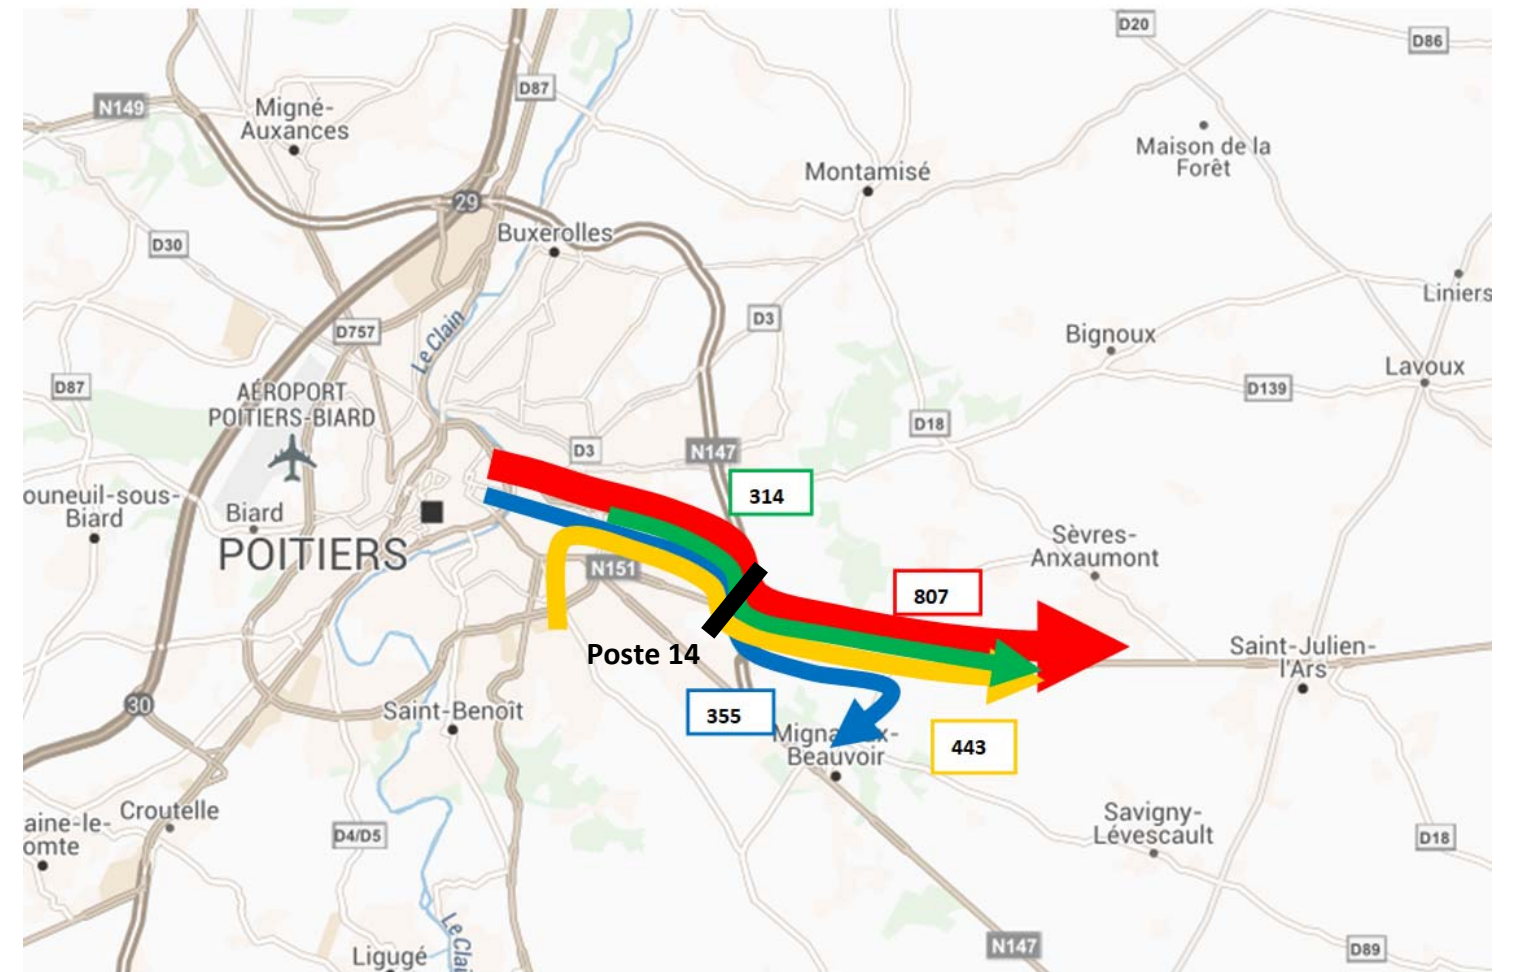 D20
D86
D87
N149
Migné-
Auxances
Maison de la
Forêt
Montamisé
29
Buxerolles
D30
Liniers
D3
D757
Le Clain
Bignoux
Lavoux
D87
AÉROPORT
POITIERS-BIARD
D139
D18
D3
N147
314
ouneuil-sous-
Biard
Biard
POITIERS
Sèvres-
Anxaumont
N151
807
Poste 14
Saint-Julien-
l'Ars
30
Saint-Benoît
355
443
Beauvoir
Croutelle
aine-le-
omte
D4/D5
Savigny-
Lévescault
D18
Le Clai
N147
D89
Ligugé